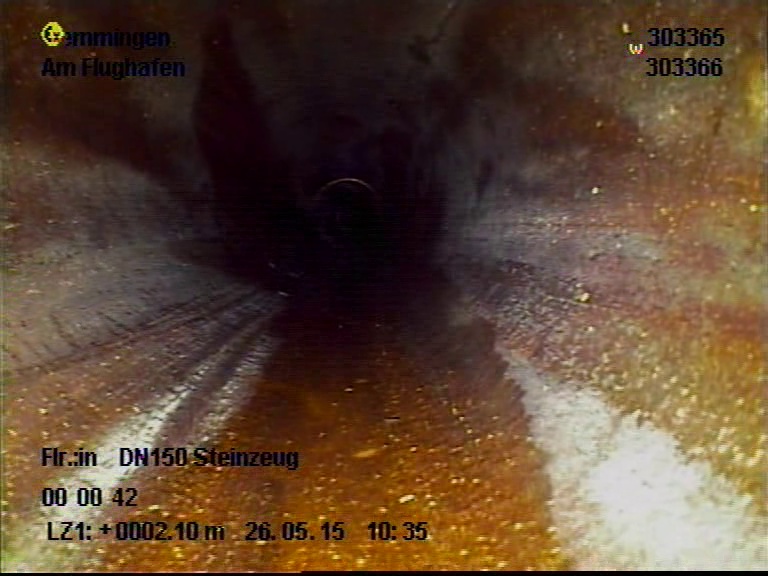 emmingen
303365
Am Flughafen
303366
Flr.:in DN150 Steinzeug
00 00 42
LZ1: +0002.10 m 26.05.15 10:35